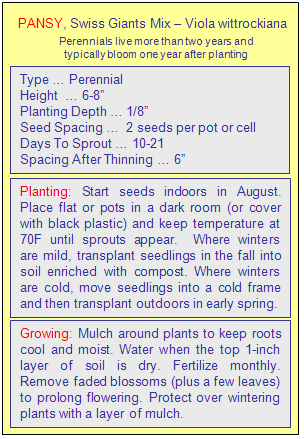 PANSY, Swiss Giants Mix – Viola wittrockiana
Perennials live more than two years and
typically bloom one year after planting
Type … Perennial
Height … 6-8”
Planting Depth … 1/8”
Seed Spacing … 2 seeds per pot or cell
Days To Sprout … 10-21
Spacing After Thinning … 6”
Planting: Start seeds indoors in August.
Place flat or pots in a dark room (or cover
with black plastic) and keep temperature at
70F until sprouts appear. Where winters
are mild, transplant seedlings in the fall into
soil enriched with compost. Where winters
are cold, move seedlings into a cold frame
and then transplant outdoors in early spring.
Growing: Mulch around plants to keep roots
cool and moist. Water when the top 1-inch
layer of soil is dry. Fertilize monthly.
Remove faded blossoms (plus a few leaves)
to prolong flowering. Protect over wintering
plants with a layer of mulch.